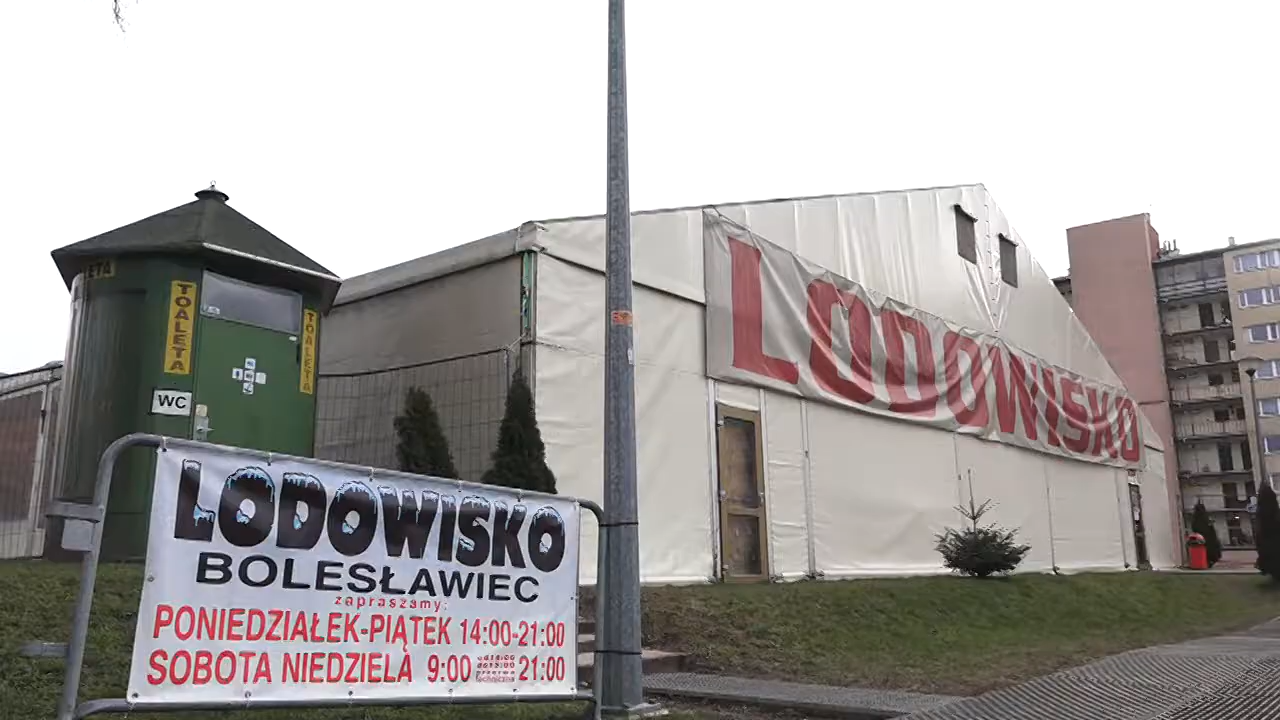 LODOWISKO
TOALETA
TOALETA
WC
LODOWISKO
BOLESŁAWIEC
zapraszamy:
PONIEDZIAŁEK-PIĄTEK 14:00-21:00
SOBOTA NIEDZIELA 9:00 21:00